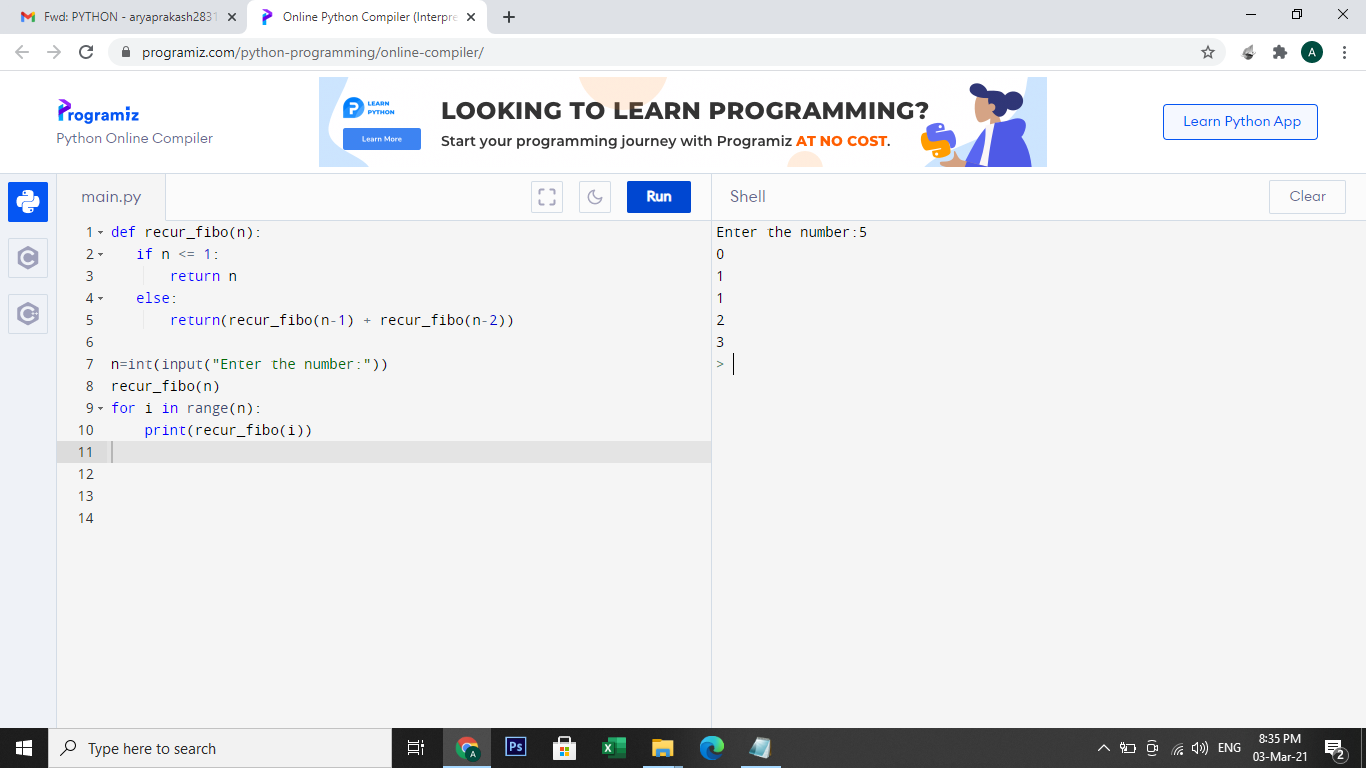 Fwd: PYTHON - aryaprakash2831
Online Python Compiler (Interpre
programiz.com/python-programming/online-compiler/
A
Programiz
Python Online Compiler
LEARN
PYTHON
Learn More
LOOKING TO LEARN PROGRAMMING?
Start your programming journey with Programiz AT NO COST.
Learn Python App
main.py
Run
Shell
Clear
1 def recur_fibo(n):
2    if n <= 1:
3        return n
4    else:
5        return(recur_fibo(n-1) + recur_fibo(n-2))
6
7 n=int(input("Enter the number:"))
8 recur_fibo(n)
9 for i in range(n):
10     print(recur_fibo(i))
11
12
13
14
Enter the number:5
0
1
1
2
3
>
Type here to search
A
Ps
ENG
8:35 PM
03-Mar-21
2